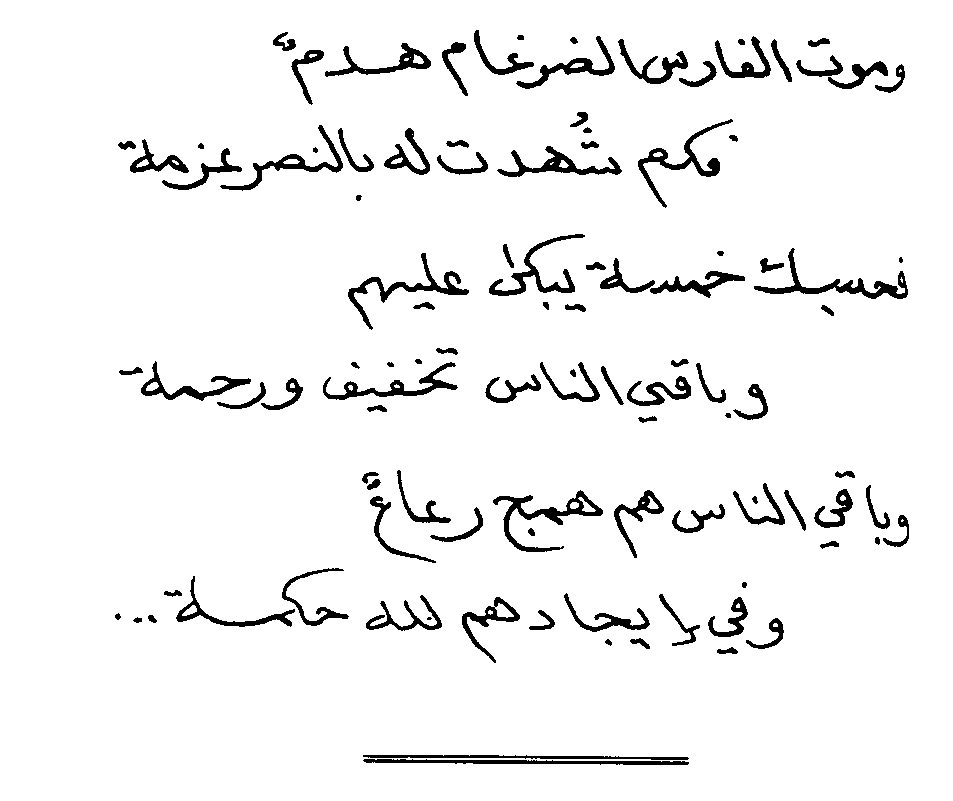 وموت الفارس الضرغام هدمٌ
فكم شُهدت له بالنصر عزمة
فحسبك خمسة يبكى عليهم
وباقي الناس تخفيف ورحمة
وباقي الناس هم همج رعاعٌ
وفي إيجادهم لله حكمة...